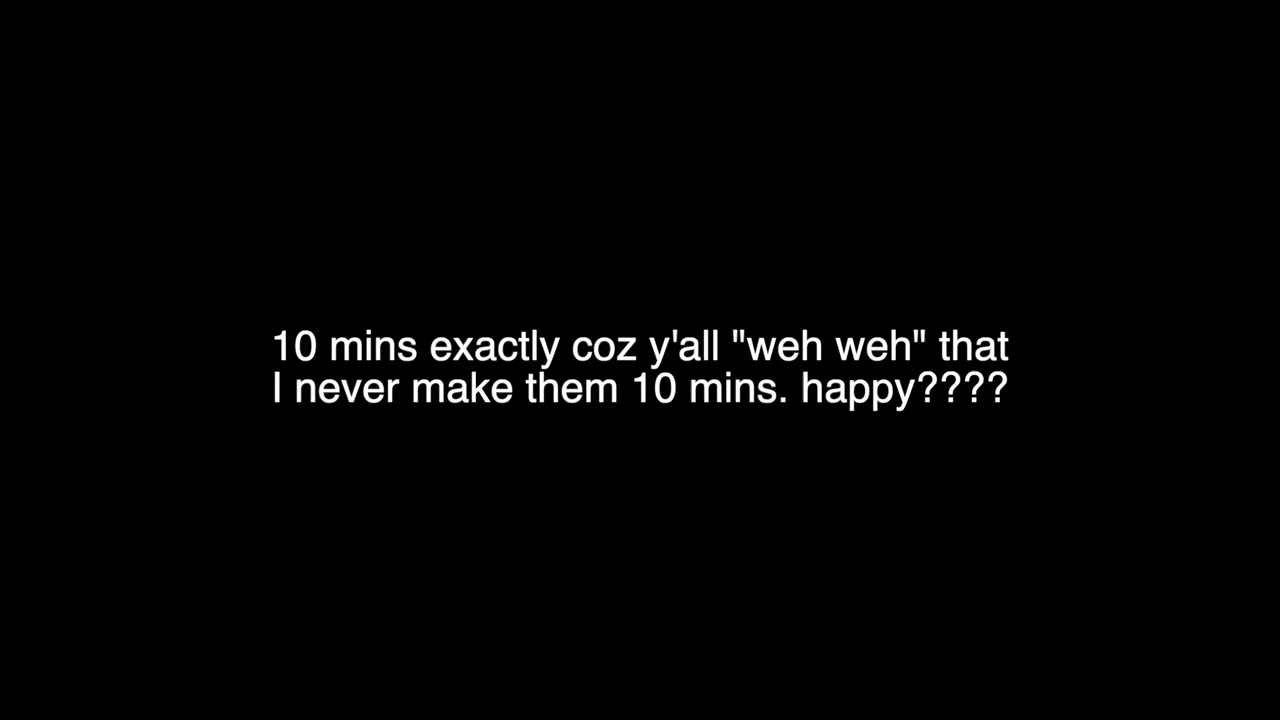 10 mins exactly coz y'all "weh weh" that
I never make them 10 mins. happy????